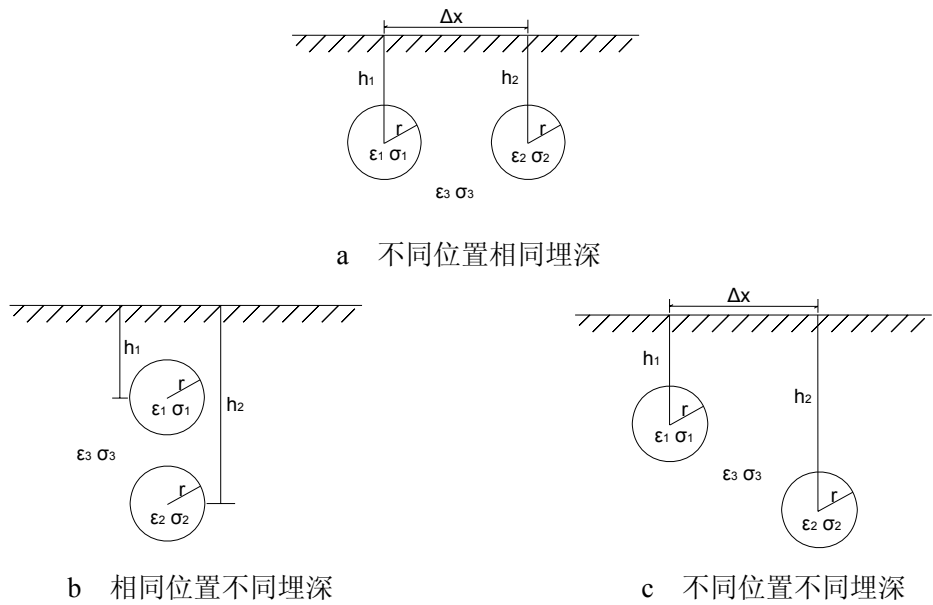 Δx
h₁ h₂
r r
ε₁ σ₁ ε₂ σ₂
ε₃ σ₃
a 不同位置相同埋深
h₁
r
ε₁ σ₁
h₂
ε₃ σ₃
r
ε₂ σ₂
b 相同位置不同埋深
Δx
h₁
h₂
r
ε₁ σ₁
ε₃ σ₃
r
ε₂ σ₂
c 不同位置不同埋深